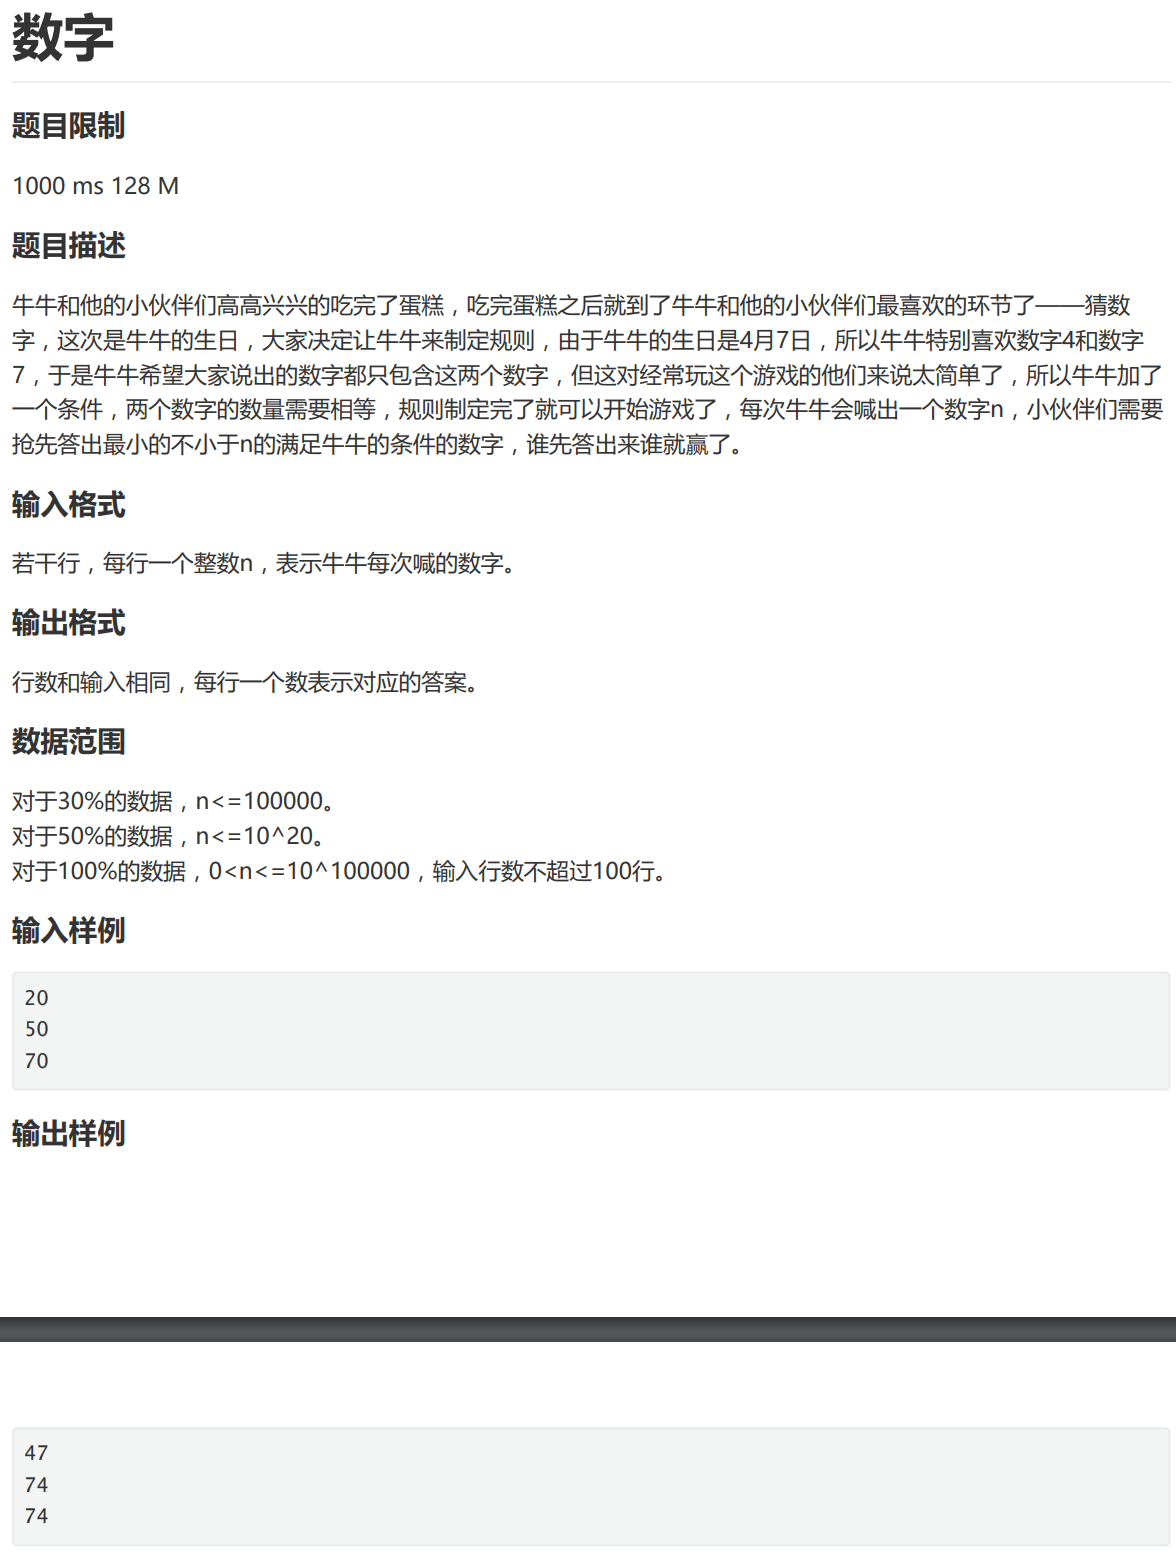 数字
题目限制
1000 ms 128 M
题目描述
牛牛和他的小伙伴们高高兴兴的吃完了蛋糕，吃完蛋糕之后就到了牛牛和他的小伙伴们最喜欢的环节了——猜数
字，这次是牛牛的生日，大家决定让牛牛来制定规则，由于牛牛的生日是4月7日，所以牛牛特别喜欢数字4和数字
7，于是牛牛希望大家说出的数字都只包含这两个数字，但这对经常玩这个游戏的他们来说太简单了，所以牛牛加了
一个条件，两个数字的数量需要相等，规则制定完了就可以开始游戏了，每次牛牛会喊出一个数字n，小伙伴们需要
抢先答出最小的不小于n的满足牛牛的条件的数字，谁先答出来谁就赢了。
输入格式
若干行，每行一个整数n，表示牛牛每次喊的数字。
输出格式
行数和输入相同，每行一个数表示对应的答案。
数据范围
对于30%的数据，n<=100000。
对于50%的数据，n<=10^20。
对于100%的数据，0<n<=10^100000，输入行数不超过100行。
输入样例
20
50
70
输出样例
47
74
74